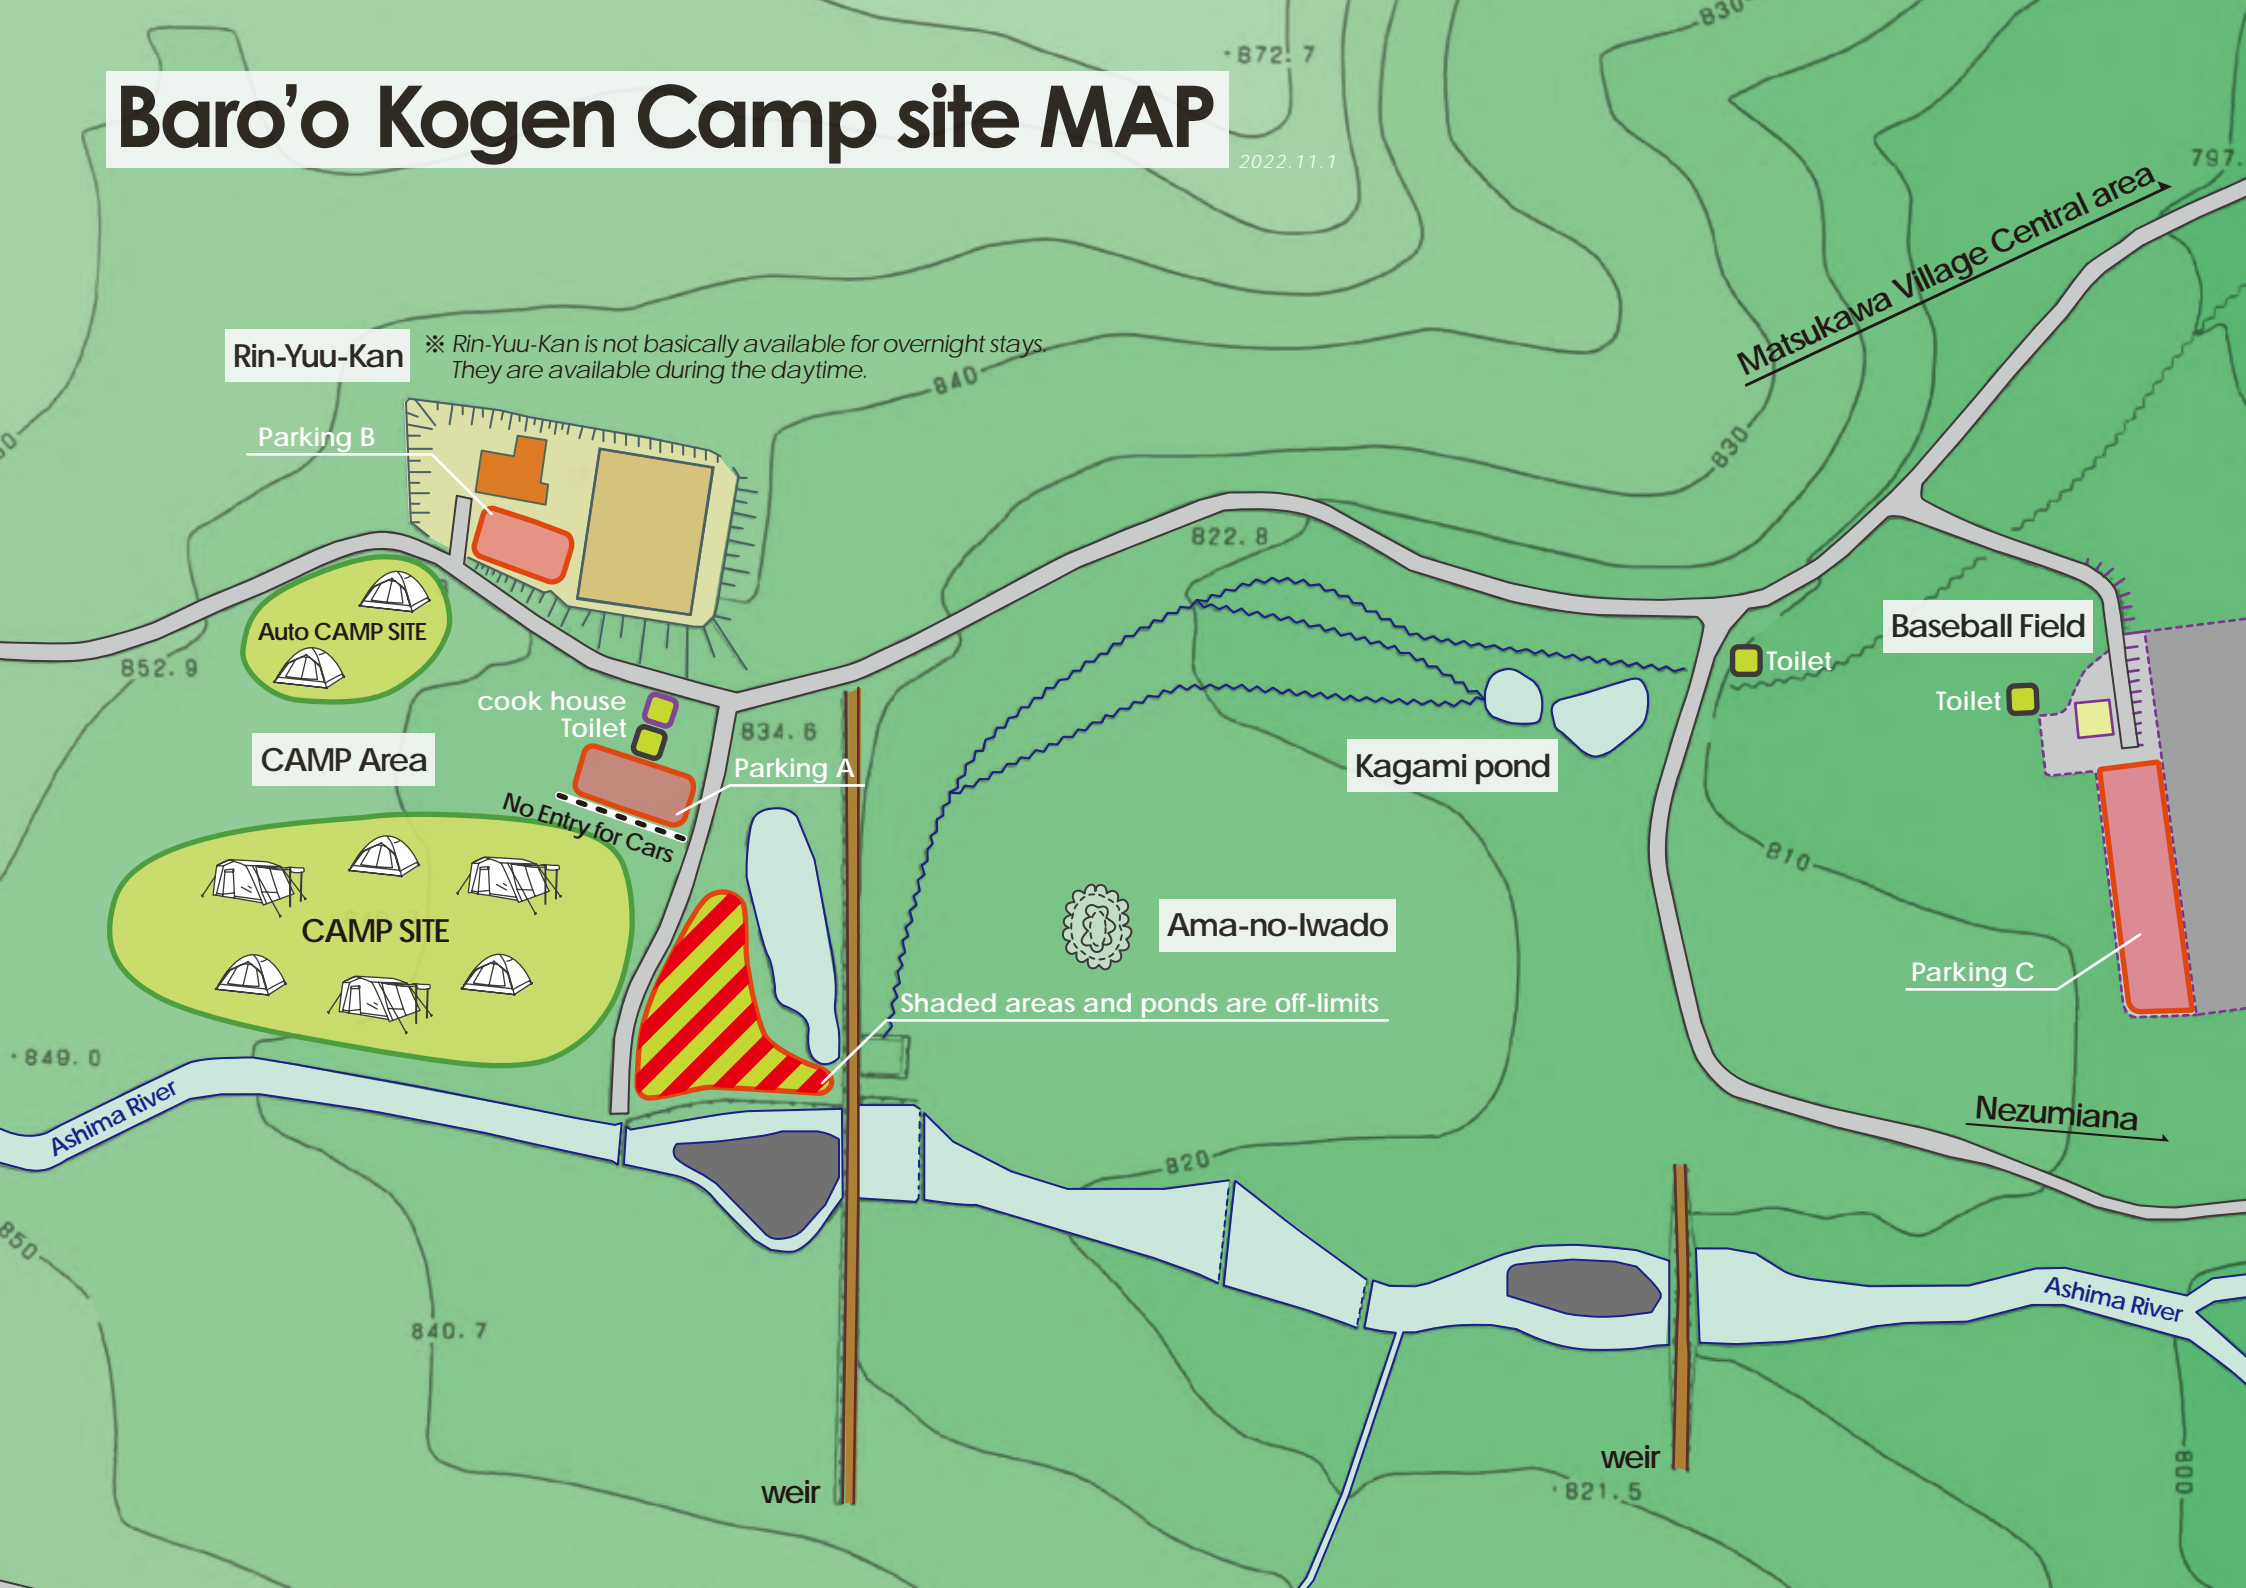 830
872.7
Baro’o Kogen Camp site MAP
2022.11.1
797.
Matsukawa Village Central area
Rin-Yuu-Kan
※ Rin-Yuu-Kan is not basically available for overnight stays.
They are available during the daytime.
840
Parking B
830
822.8
Auto CAMP SITE
852.9
Baseball Field
Toilet
Toilet
cook house
Toilet
834.6
CAMP Area
Parking A
Kagami pond
No Entry for Cars
810
CAMP SITE
Ama-no-Iwado
Parking C
Shaded areas and ponds are off-limits
849.0
Ashima River
Nezumiana
820
850
Ashima River
840.7
weir
weir
821.5
800